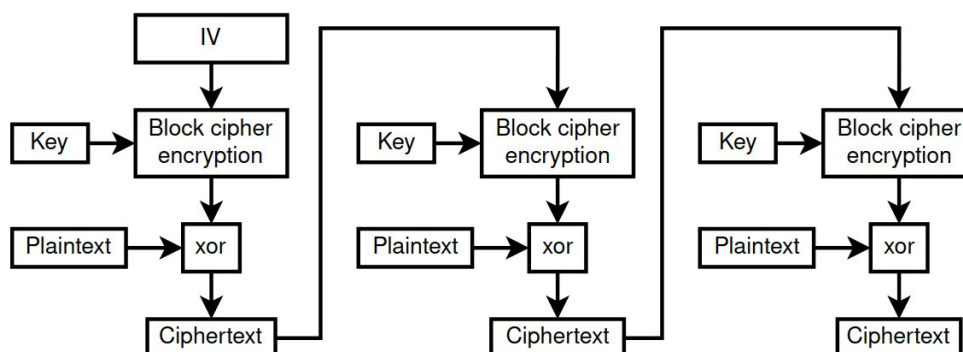 IV
Key
Block cipher
encryption
Key
Block cipher
encryption
Key
Block cipher
encryption
Plaintext
xor
Plaintext
xor
Plaintext
xor
Ciphertext
Ciphertext
Ciphertext